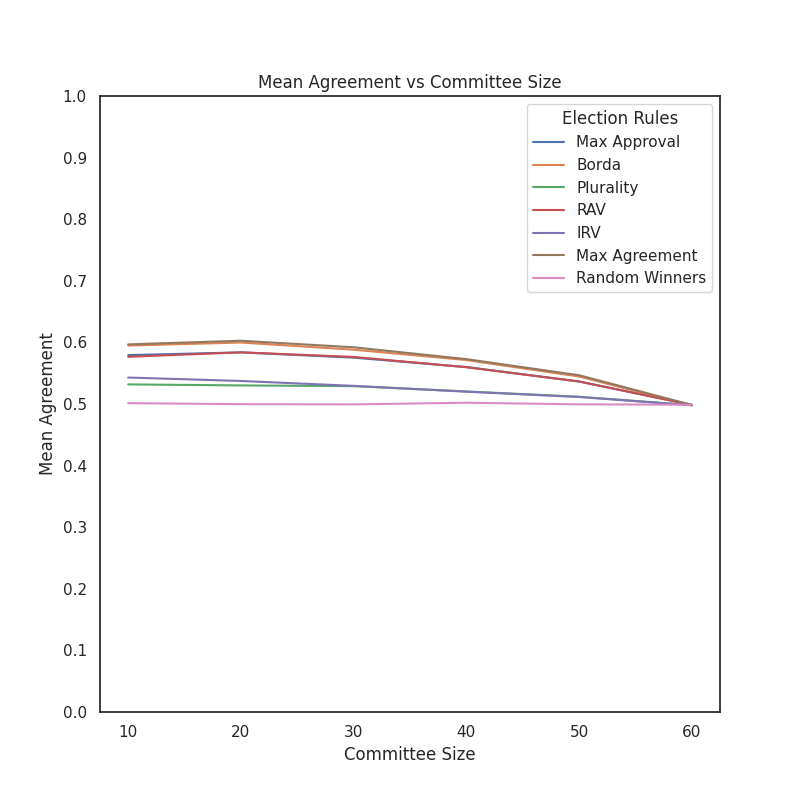 Mean Agreement vs Committee Size
1.0
0.9
0.8
0.7
0.6
0.5
0.4
0.3
0.2
0.1
0.0
Mean Agreement
Election Rules
Max Approval
Borda
Plurality
RAV
IRV
Max Agreement
Random Winners
10 20 30 40 50 60
Committee Size